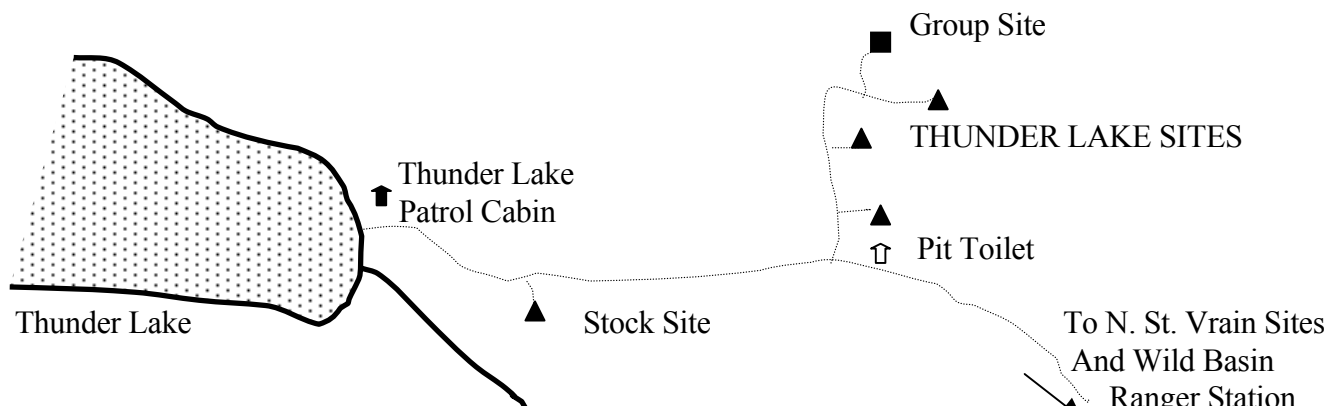 Group Site
THUNDER LAKE SITES
Thunder Lake
Patrol Cabin
Pit Toilet
Thunder Lake
Stock Site
To N. St. Vrain Sites
And Wild Basin
Ranger Station